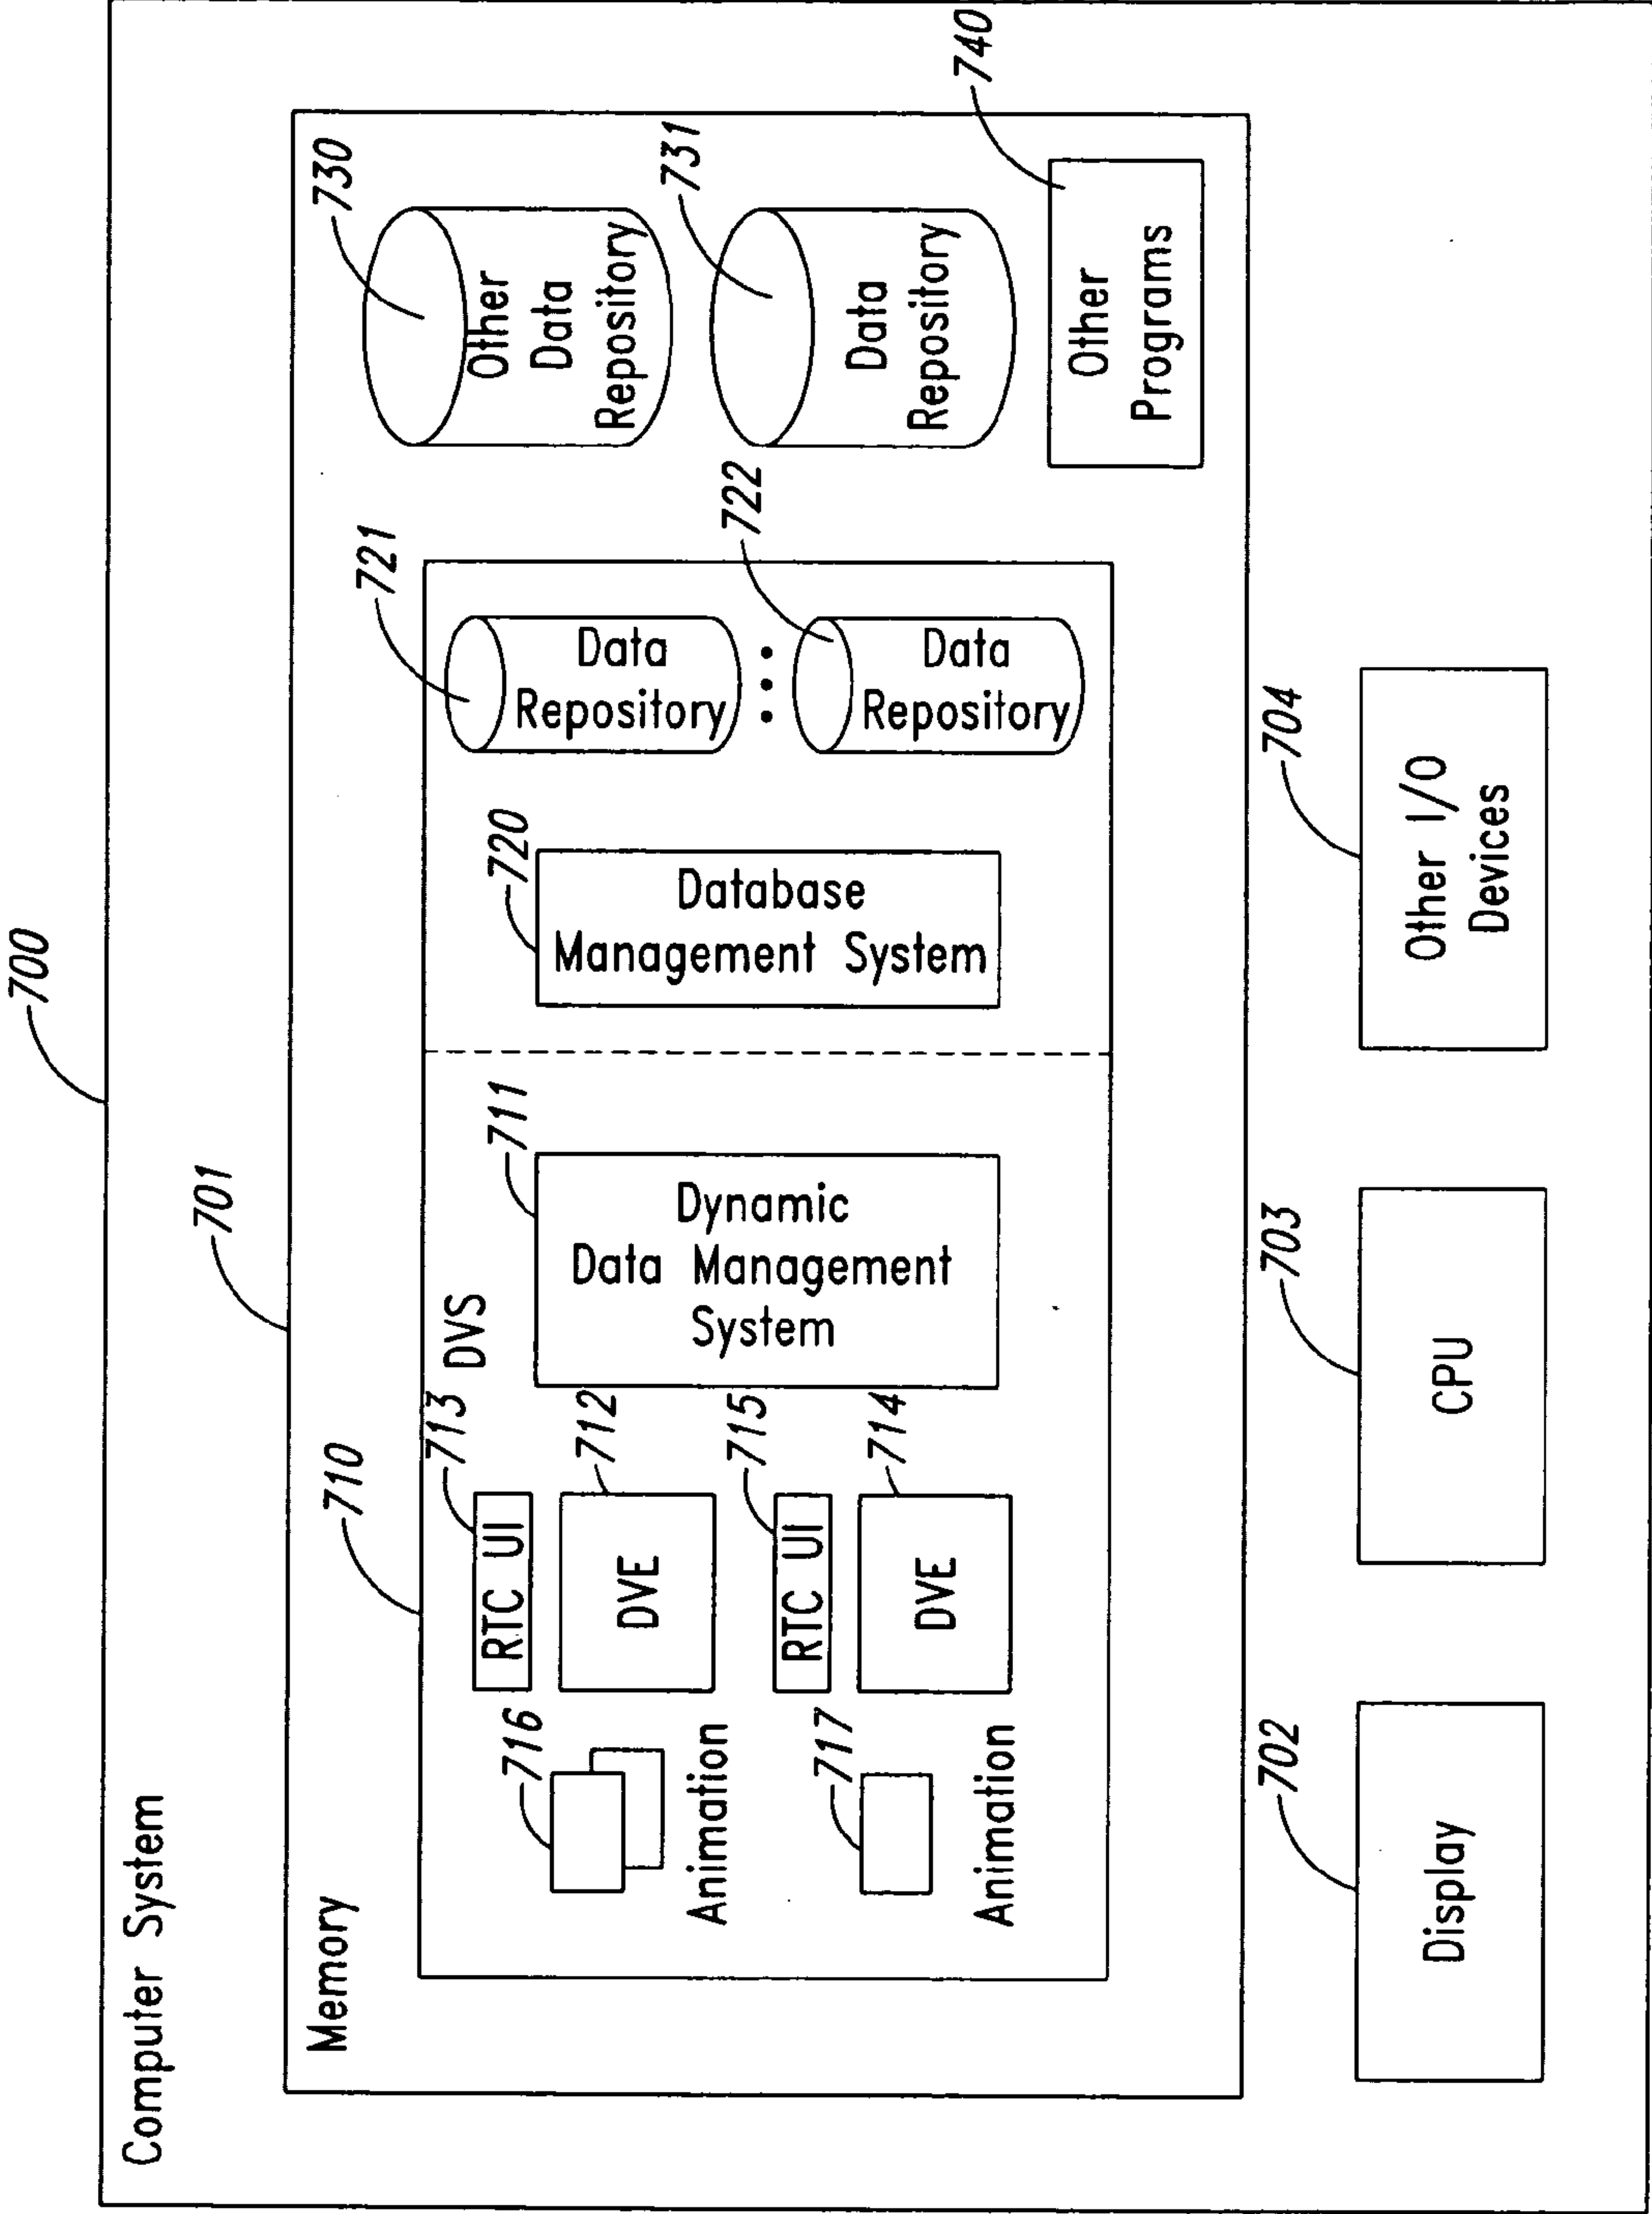 700
Computer System
701
Memory
710
DVS
713
RTC UI
712
DVE
716
Animation
715
RTC UI
714
DVE
717
Animation
711
Dynamic
Data Management
System
720
Database
Management System
721
Data
Repository
722
Data
Repository
730
Other
Data
Repository
731
Data
Repository
740
Other
Programs
702
Display
703
CPU
704
Other I/O
Devices